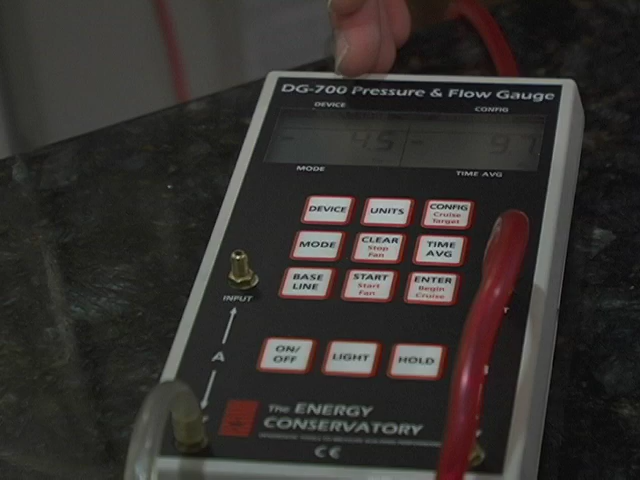 DG-700 Pressure & Flow Gauge
DEVICE CONFIG
- 45 - 97
MODE TIME AVG
DEVICE UNITS CONFIG
Cruise
Target
MODE CLEAR TIME
Stop AVG
Fan
BASE START ENTER
LINE Start Begin
Fan Cruise
INPUT
A
ON/ LIGHT HOLD
OFF
The ENERGY
CONSERVATORY
CE